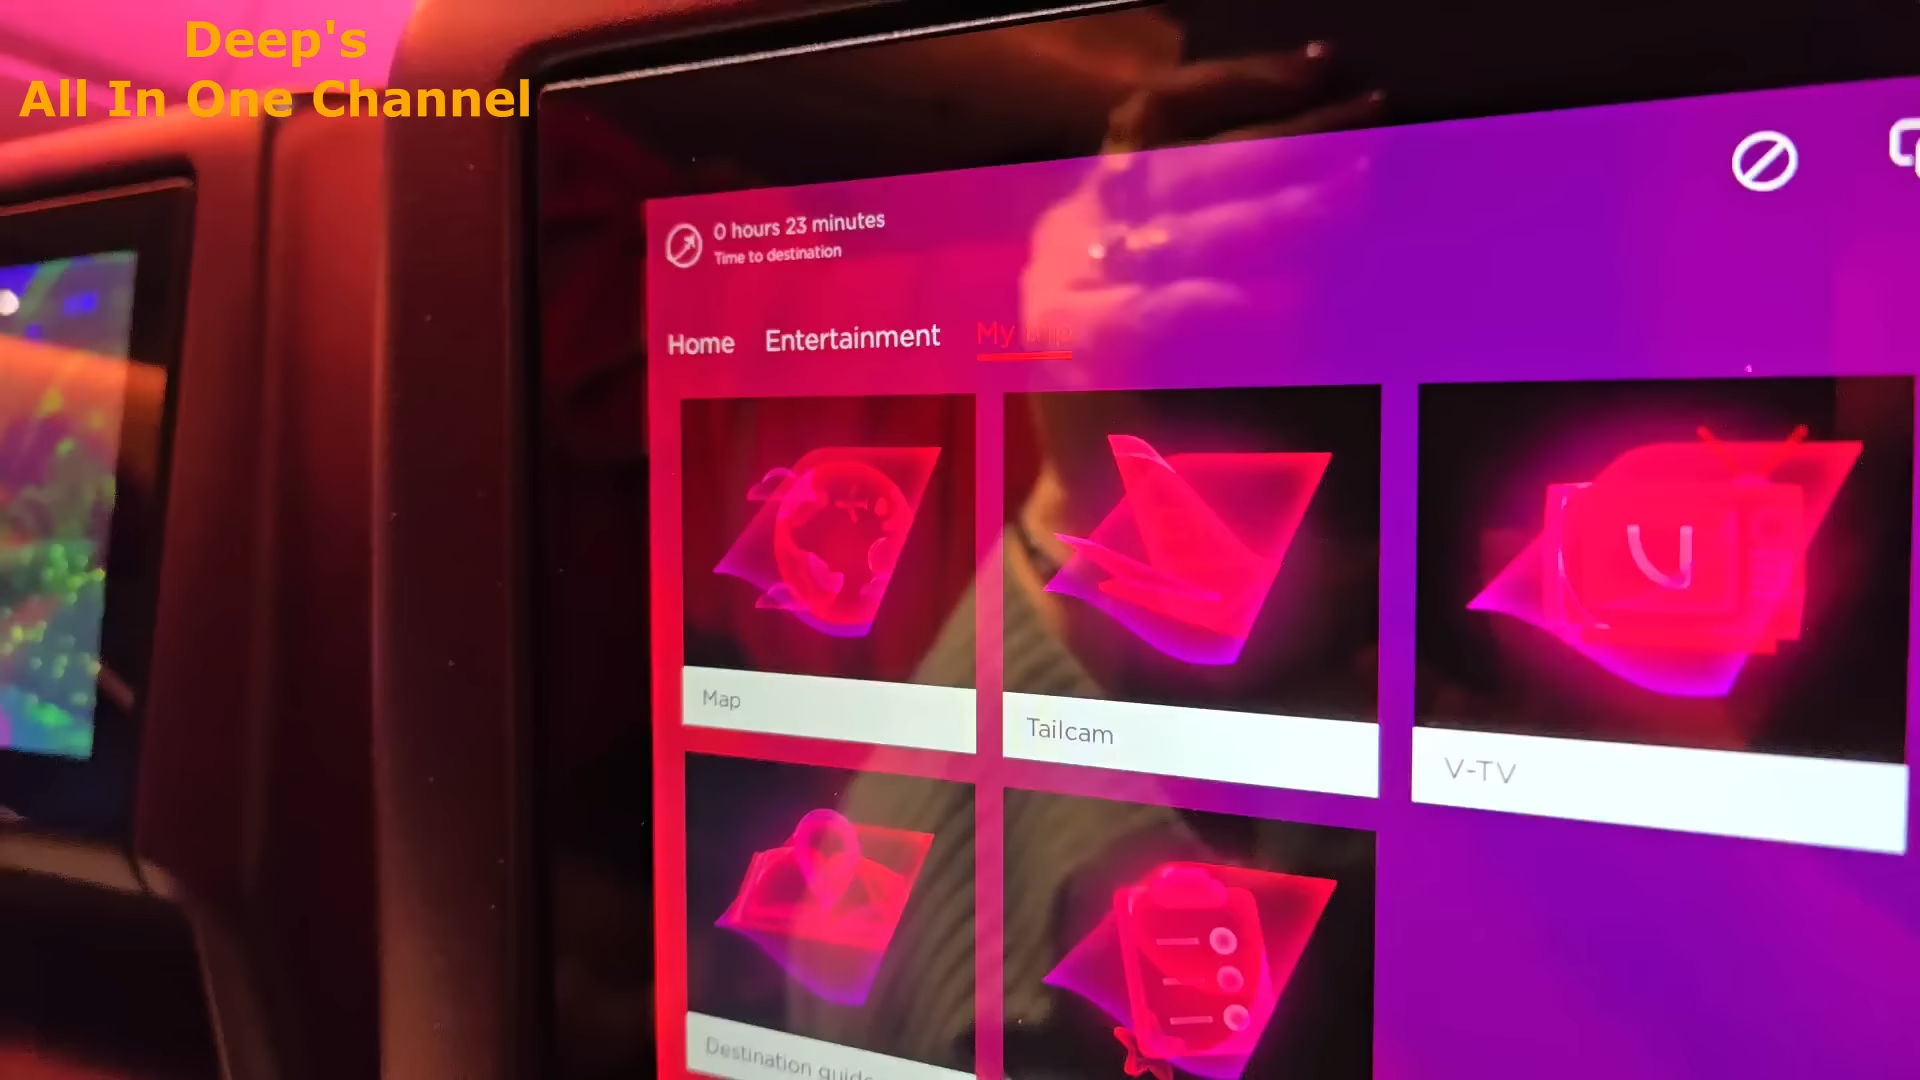 Deep's
All In One Channel
0 hours 23 minutes
Time to destination
Home Entertainment My trip
Map
Tailcam
V-TV
Destination guide